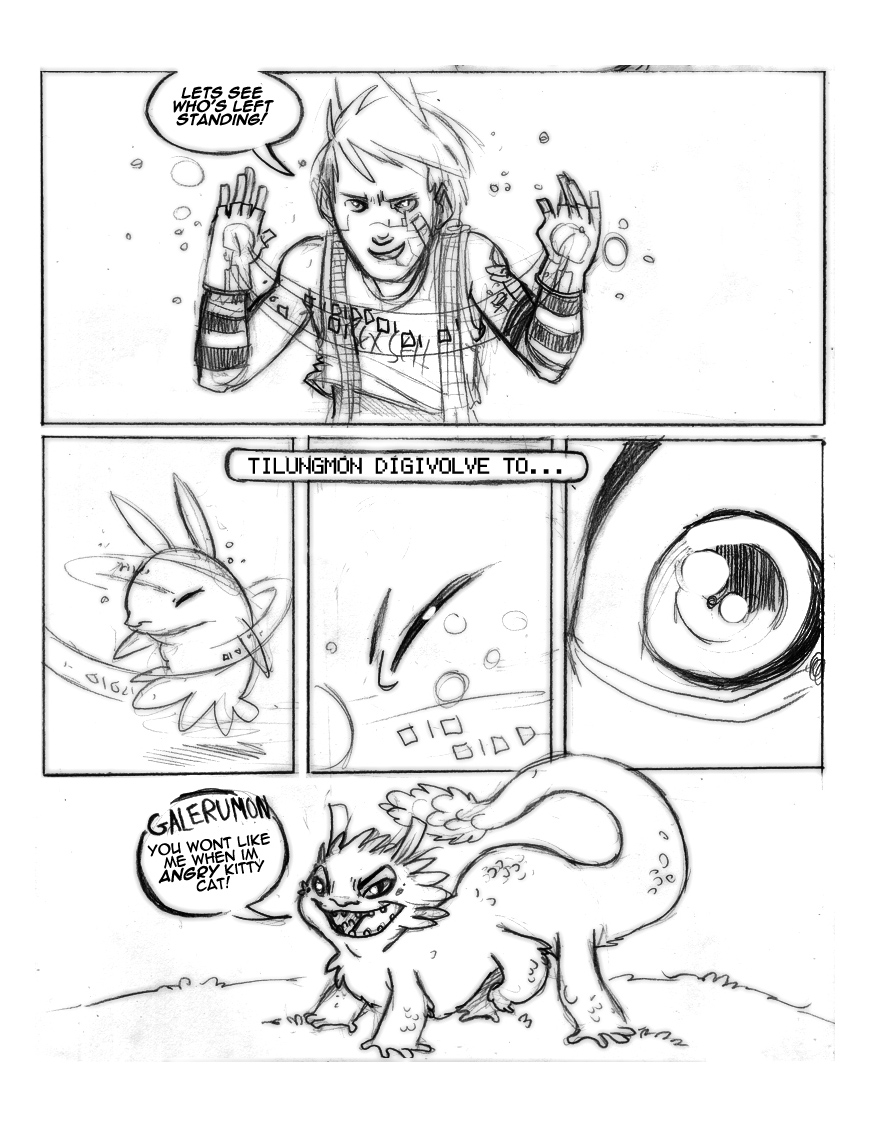 LETS SEE
WHO'S LEFT
STANDING!
TILUNGMON DIGIVOLVE TO...
GALERUMON
YOU WONT LIKE
ME WHEN IM
ANGRY KITTY
CAT!